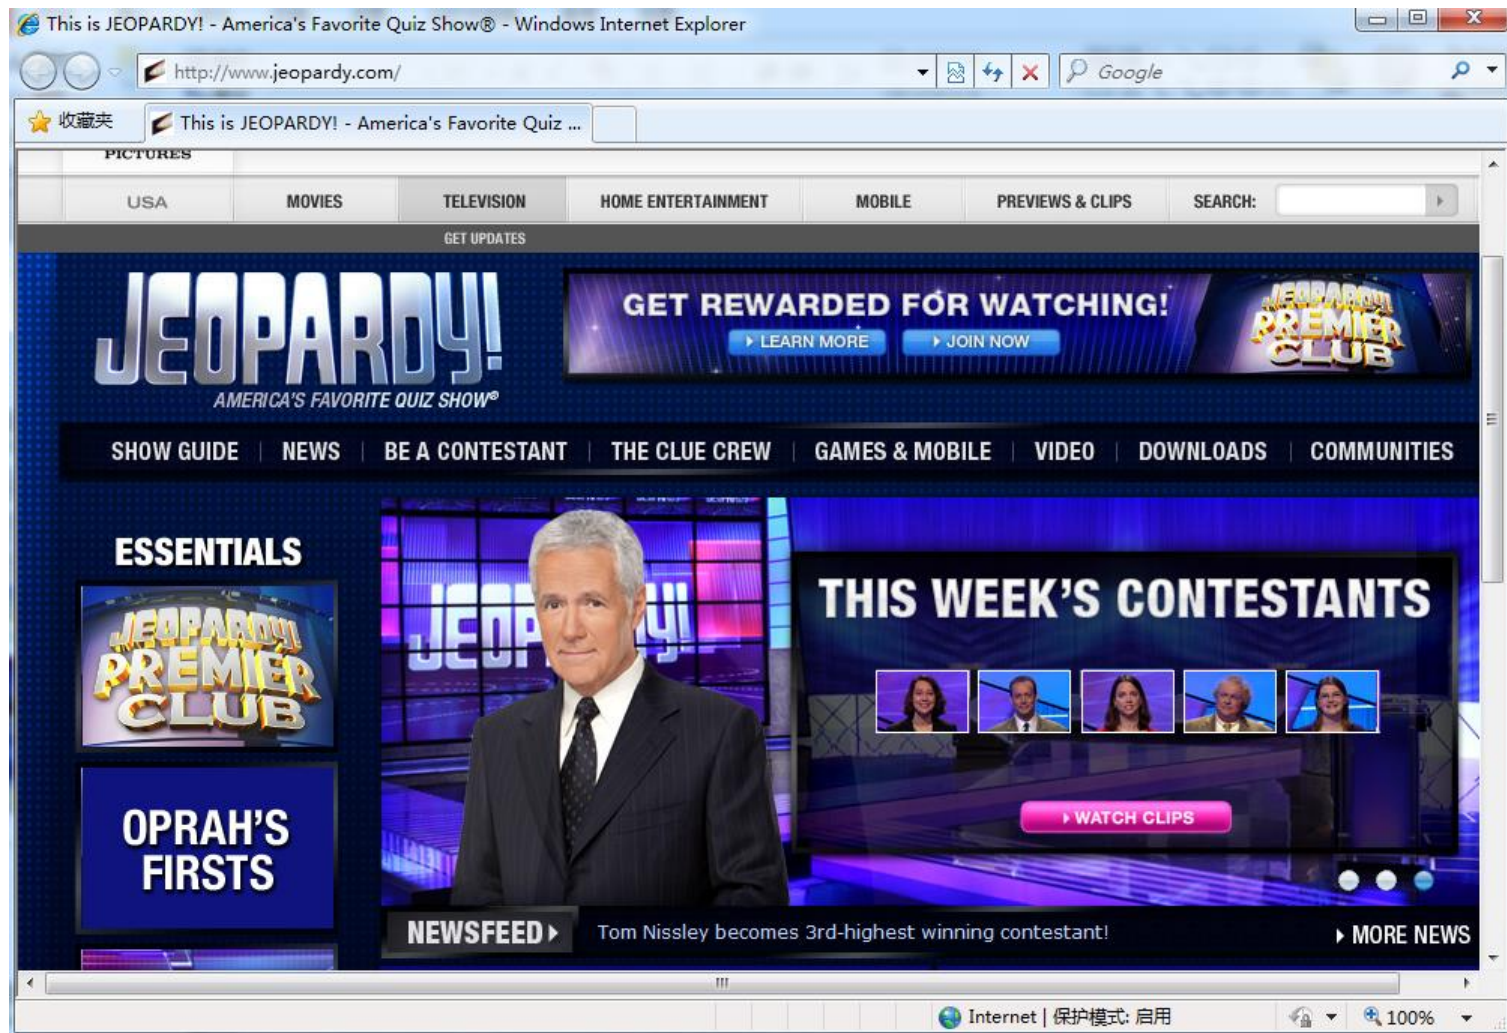 This is JEOPARDY! - America's Favorite Quiz Show® - Windows Internet Explorer
http://www.jeopardy.com/
Google
收藏夹
This is JEOPARDY! - America's Favorite Quiz ...
PICTURES
USA MOVIES TELEVISION HOME ENTERTAINMENT MOBILE PREVIEWS & CLIPS SEARCH:
GET UPDATES
JEOPARDY!
AMERICA'S FAVORITE QUIZ SHOW®
GET REWARDED FOR WATCHING!
LEARN MORE JOIN NOW
JEOPARDY!
PREMIER
CLUB
SHOW GUIDE | NEWS | BE A CONTESTANT | THE CLUE CREW | GAMES & MOBILE | VIDEO | DOWNLOADS | COMMUNITIES
ESSENTIALS
JEOPARDY!
PREMIER
CLUB
OPRAH'S
FIRSTS
THIS WEEK'S CONTESTANTS
WATCH CLIPS
NEWSFEED Tom Nissley becomes 3rd-highest winning contestant! MORE NEWS
Internet | 保护模式: 启用 100%